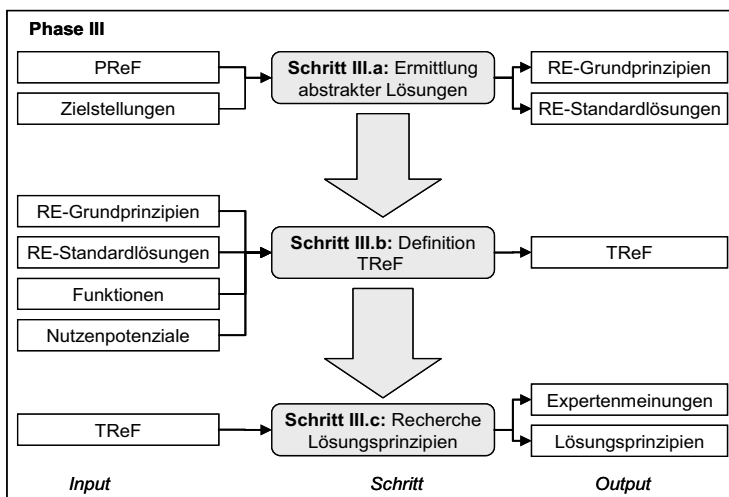 Phase III
PReF
Zielstellungen
Schritt III.a: Ermittlung
abstrakter Lösungen
RE-Grundprinzipien
RE-Standardlösungen
RE-Grundprinzipien
RE-Standardlösungen
Funktionen
Nutzenpotenziale
Schritt III.b: Definition
TReF
TReF
TReF
Schritt III.c: Recherche
Lösungsprinzipien
Expertenmeinungen
Lösungsprinzipien
Input
Schritt
Output